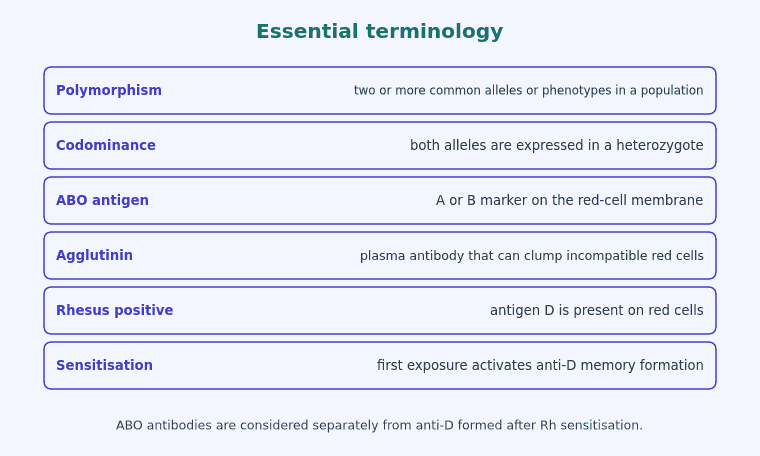 Essential terminology
Polymorphism two or more common alleles or phenotypes in a population
Codominance both alleles are expressed in a heterozygote
ABO antigen A or B marker on the red-cell membrane
Agglutinin plasma antibody that can clump incompatible red cells
Rhesus positive antigen D is present on red cells
Sensitisation first exposure activates anti-D memory formation
ABO antibodies are considered separately from anti-D formed after Rh sensitisation.